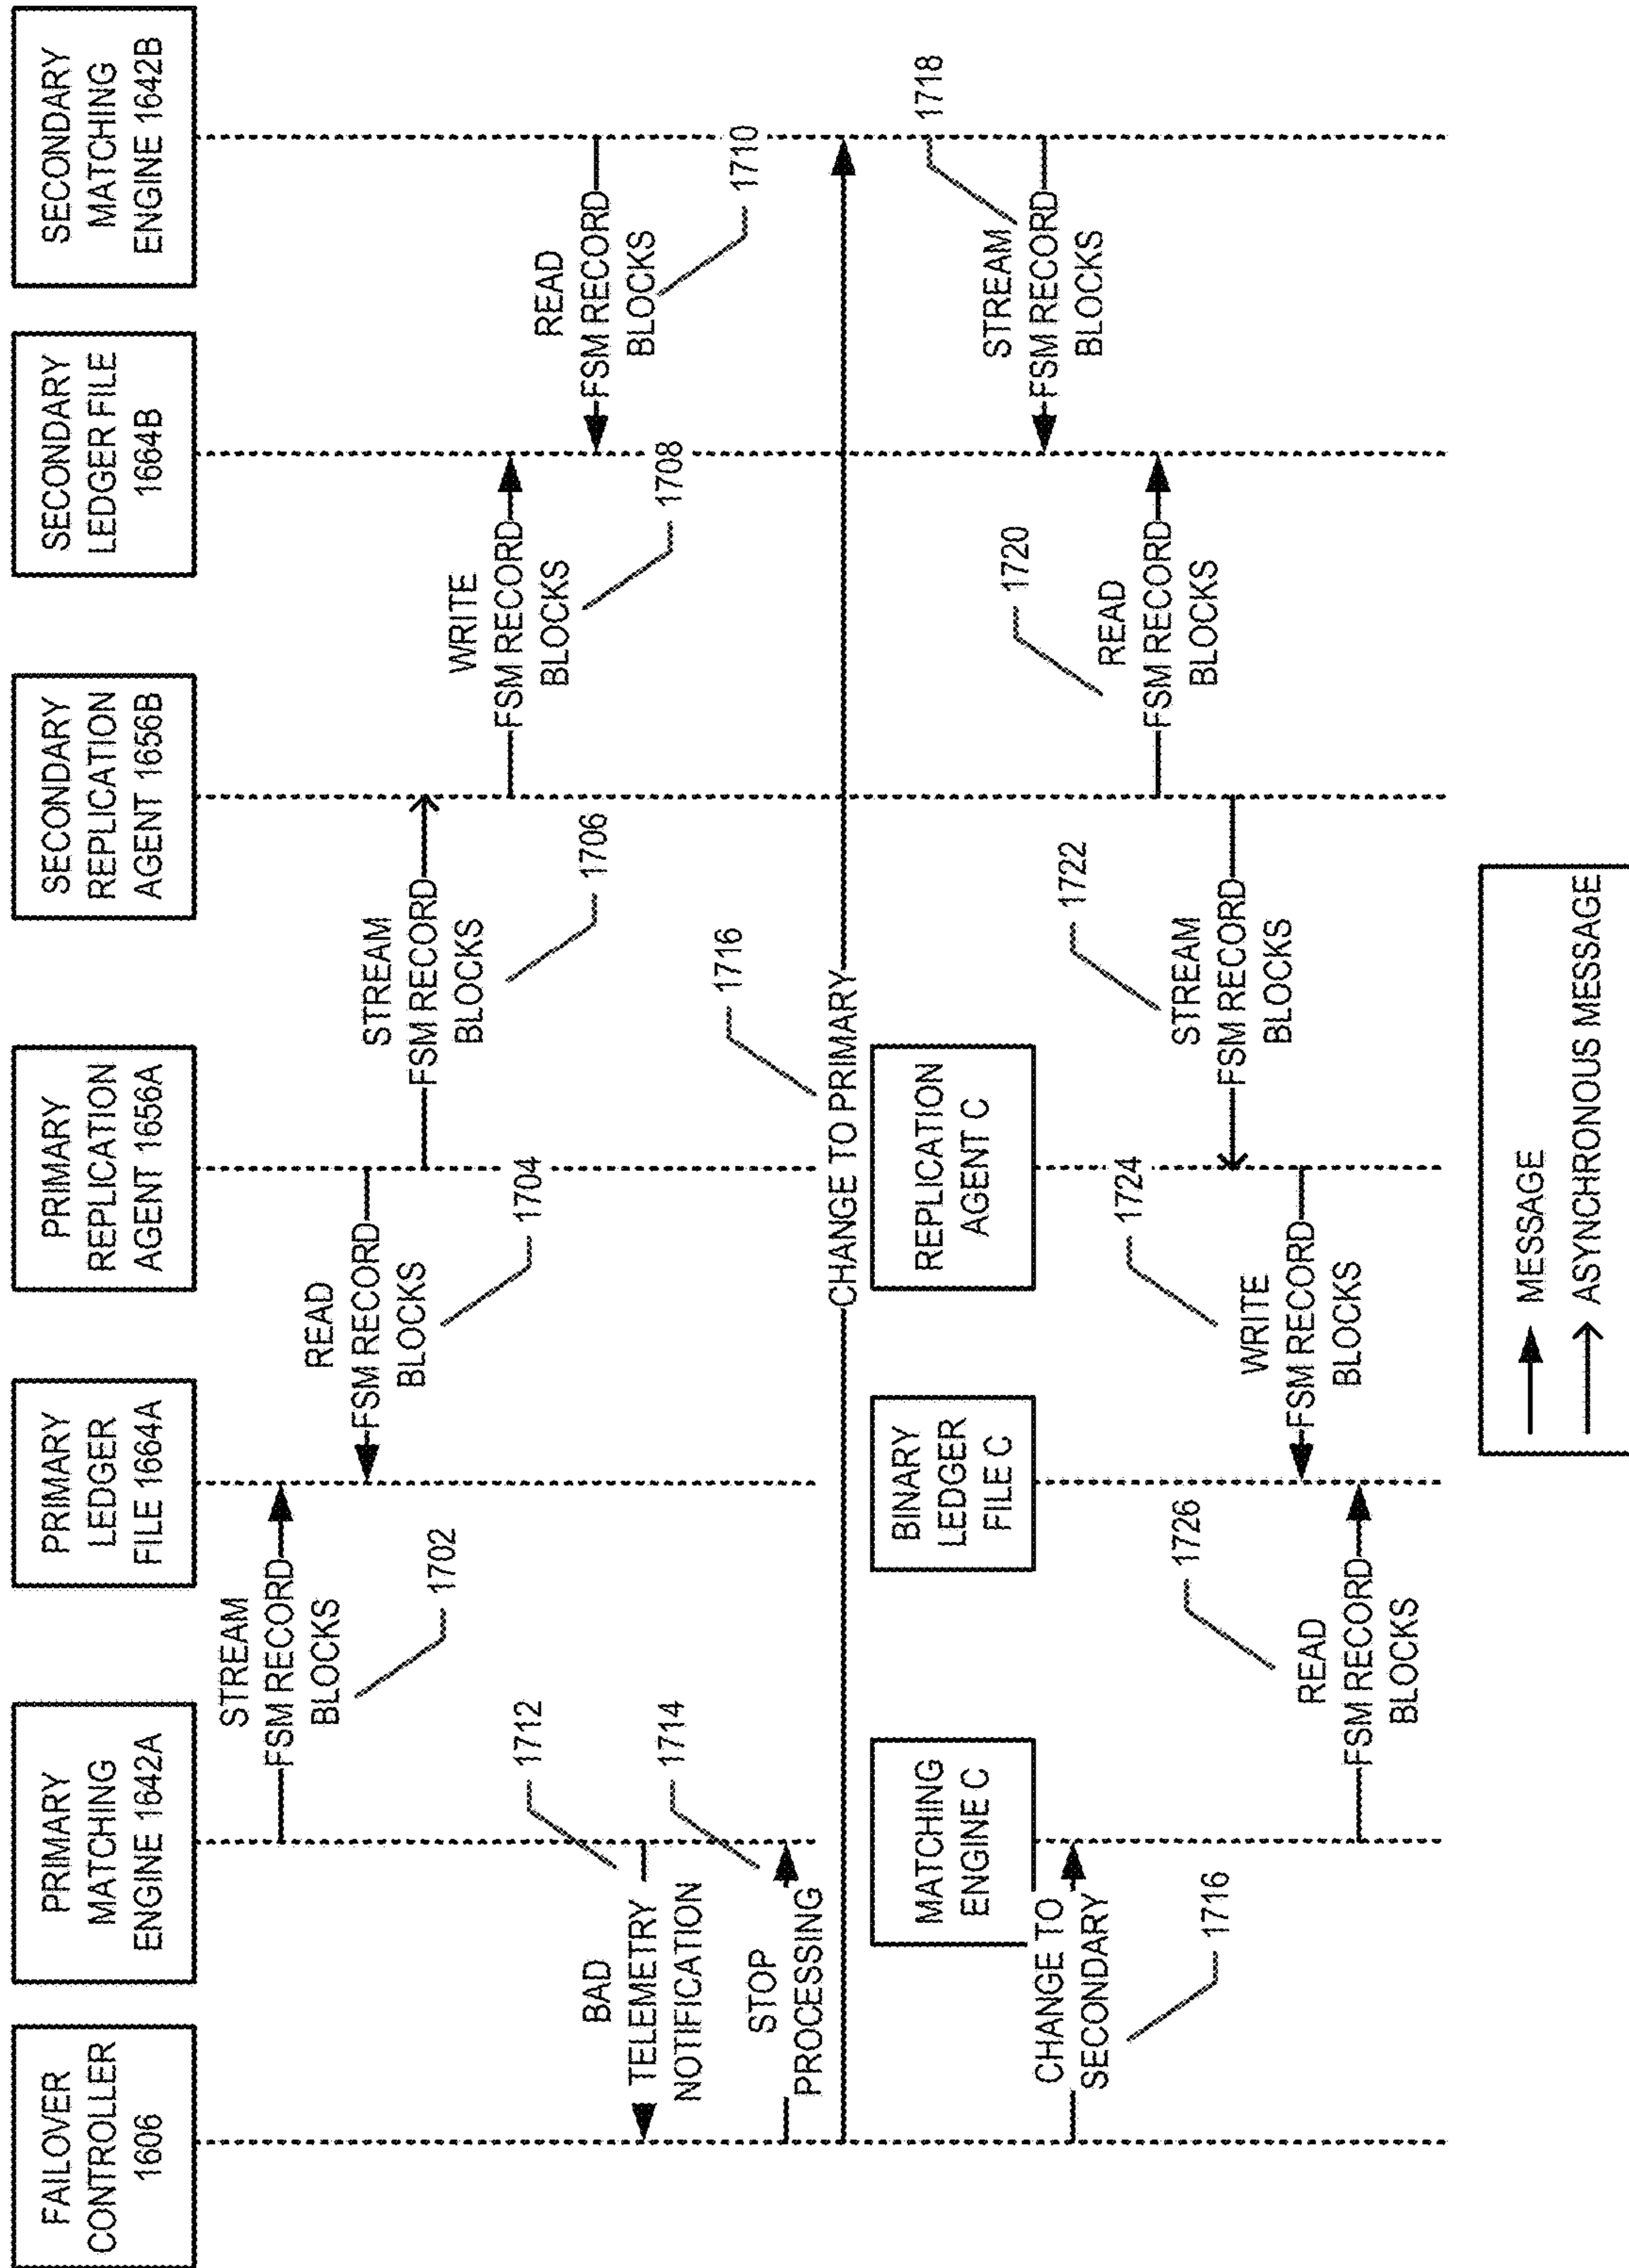 FAILOVER
CONTROLLER
1606
PRIMARY
MATCHING
ENGINE 1642A
PRIMARY
LEDGER
FILE 1664A
PRIMARY
REPLICATION
AGENT 1656A
SECONDARY
REPLICATION
AGENT 1656B
SECONDARY
LEDGER FILE
1664B
SECONDARY
MATCHING
ENGINE 1642B
STREAM
FSM RECORD
BLOCKS
1702
READ
FSM RECORD
BLOCKS
1704
STREAM
FSM RECORD
BLOCKS
1706
WRITE
FSM RECORD
BLOCKS
1708
READ
FSM RECORD
BLOCKS
1710
BAD
TELEMETRY
NOTIFICATION
1712
STOP
PROCESSING
1714
CHANGE TO PRIMARY
1716
MATCHING
ENGINE C
BINARY
LEDGER
FILE C
REPLICATION
AGENT C
STREAM
FSM RECORD
BLOCKS
1718
CHANGE TO
SECONDARY
1716
READ
FSM RECORD
BLOCKS
1720
STREAM
FSM RECORD
BLOCKS
1722
WRITE
FSM RECORD
BLOCKS
1724
READ
FSM RECORD
BLOCKS
1726
MESSAGE
ASYNCHRONOUS MESSAGE